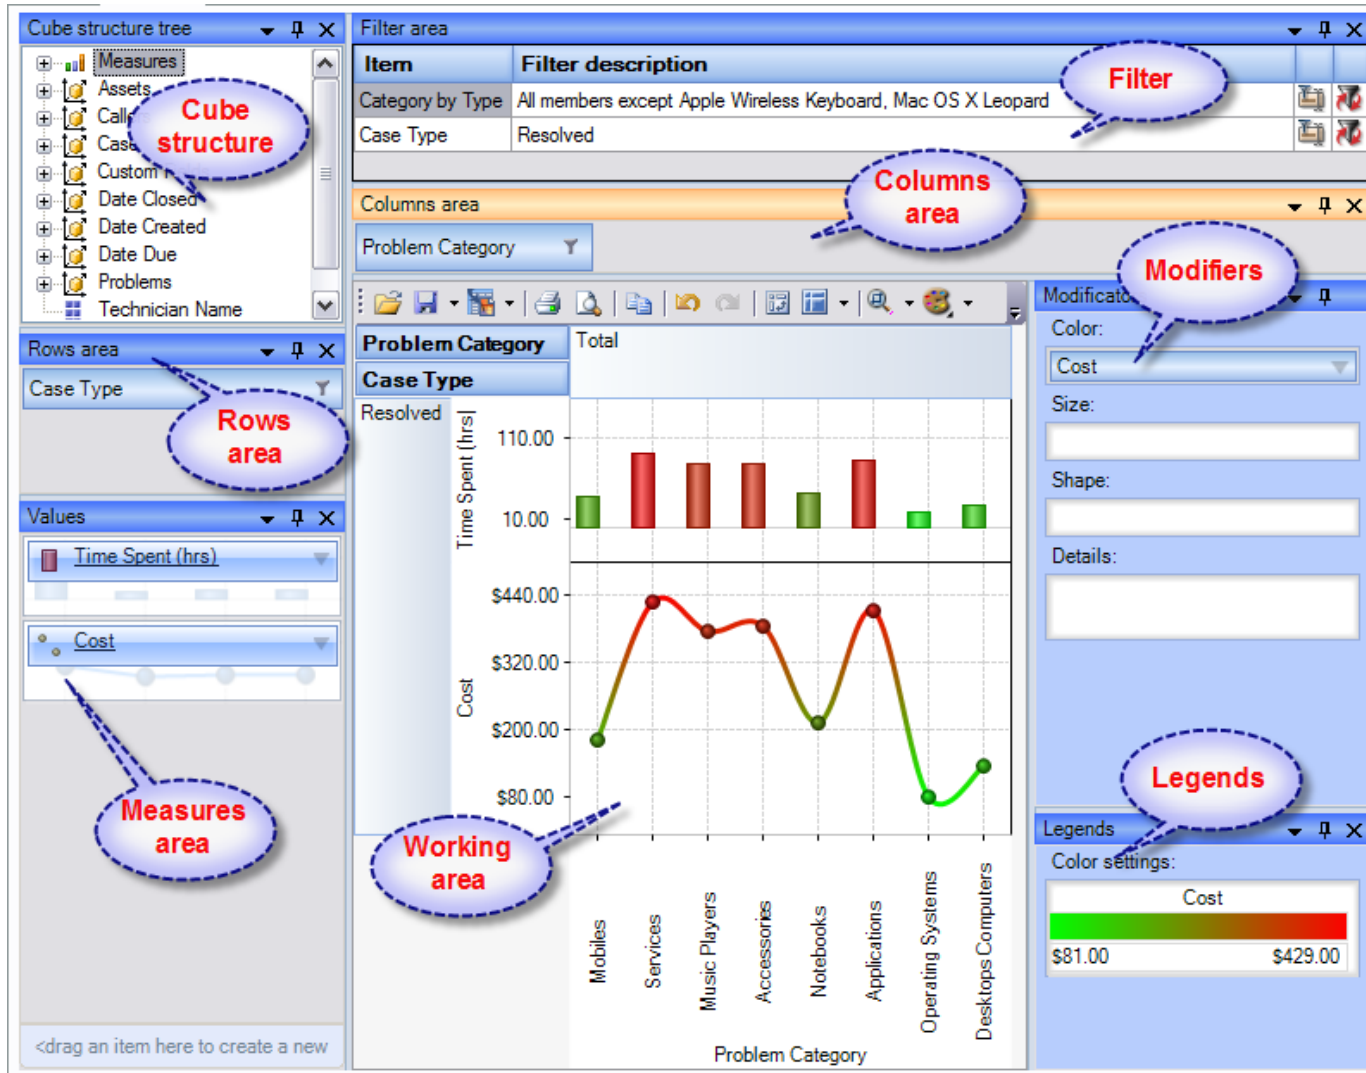 Cube structure tree
Measures
Assets
Date Closed
Date Created
Date Due
Problems
Technician Name
Cube
structure
Rows area
Case Type
Rows
area
Values
Time Spent (hrs)
Cost
Measures
area
<drag an item here to create a new
Filter area
Item Filter description
Category by Type All members except Apple Wireless Keyboard, Mac OS X Leopard
Case Type Resolved
Filter
Columns area
Problem Category
Columns
area
Problem Category
Case Type
Total
Resolved
Time Spent (hrs)
110.00
10.00
Cost
$440.00
$320.00
$200.00
$80.00
Working
area
Mobiles
Services
Music Players
Accessories
Notebooks
Applications
Operating Systems
Desktops Computers
Problem Category
Modifiers
Color:
Cost
Size:
Shape:
Details:
Legends
Legends
Color settings:
Cost
$81.00 $429.00